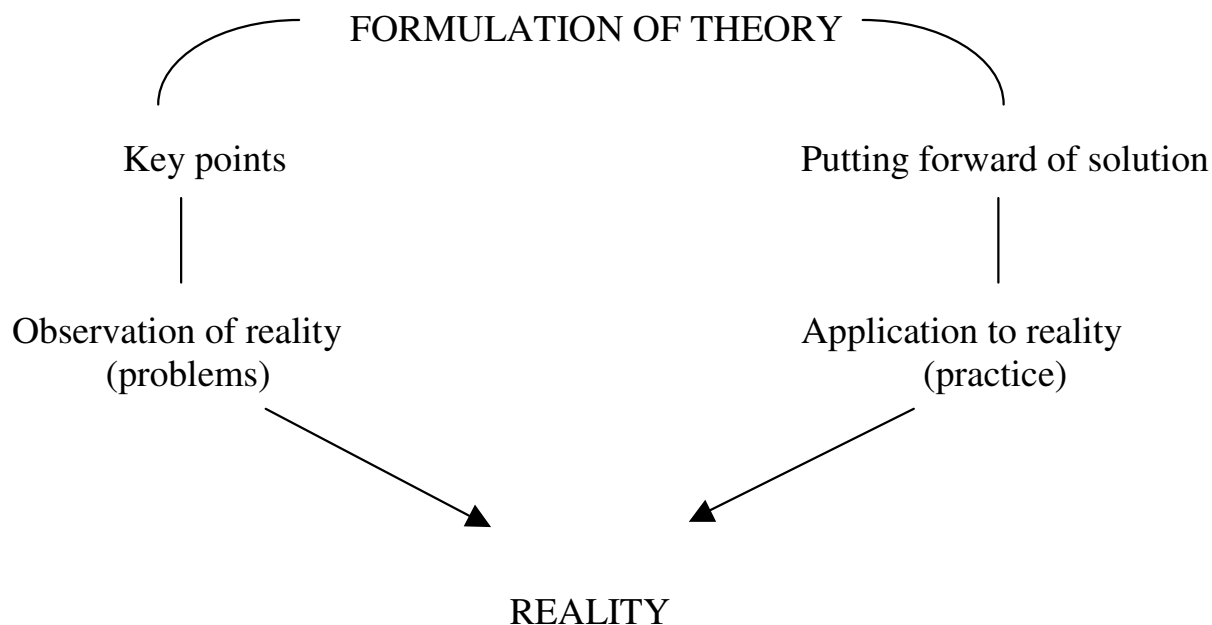 FORMULATION OF THEORY
Key points
Putting forward of solution
Observation of reality
(problems)
Application to reality
(practice)
REALITY